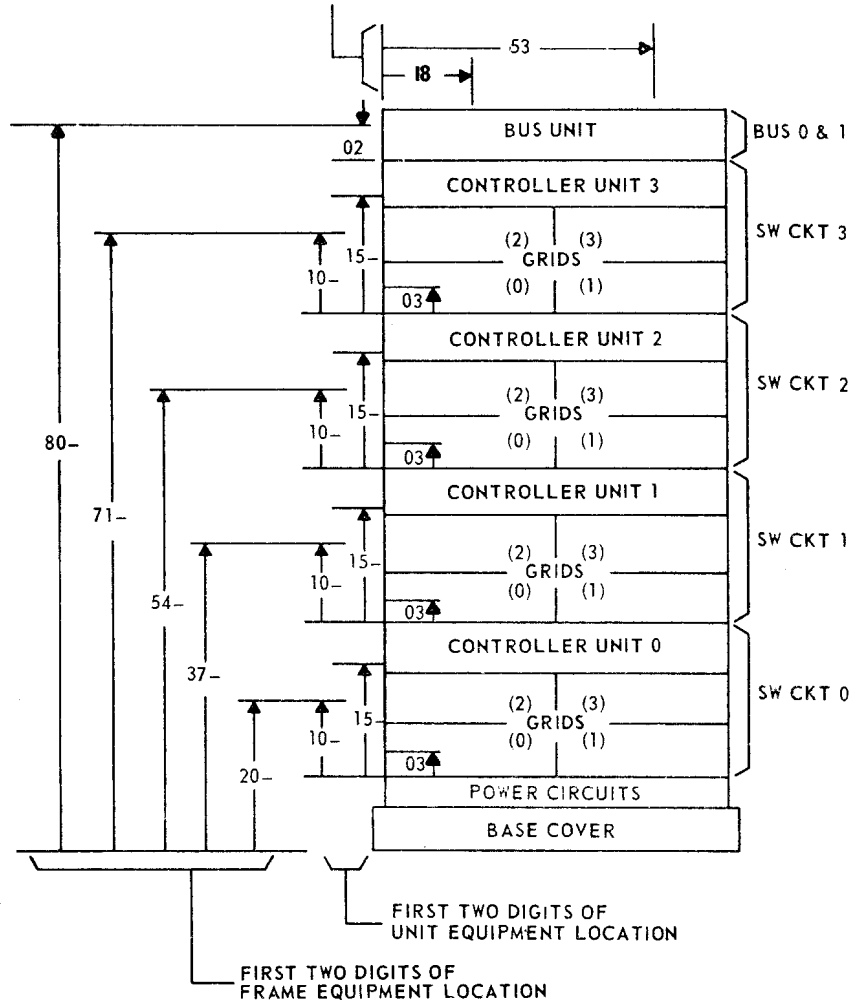 53
18
BUS UNIT
BUS 0 & 1
02
CONTROLLER UNIT 3
SW CKT 3
(2) (3)
15–
GRIDS
10–
(0) (1)
03
CONTROLLER UNIT 2
SW CKT 2
(2) (3)
15–
GRIDS
10–
80–
(0) (1)
03
CONTROLLER UNIT 1
71–
SW CKT 1
(2) (3)
15–
GRIDS
10–
(0) (1)
54–
03
CONTROLLER UNIT 0
37–
SW CKT 0
(2) (3)
15–
GRIDS
10–
(0) (1)
03
20–
POWER CIRCUITS
BASE COVER
FIRST TWO DIGITS OF
UNIT EQUIPMENT LOCATION
FIRST TWO DIGITS OF
FRAME EQUIPMENT LOCATION